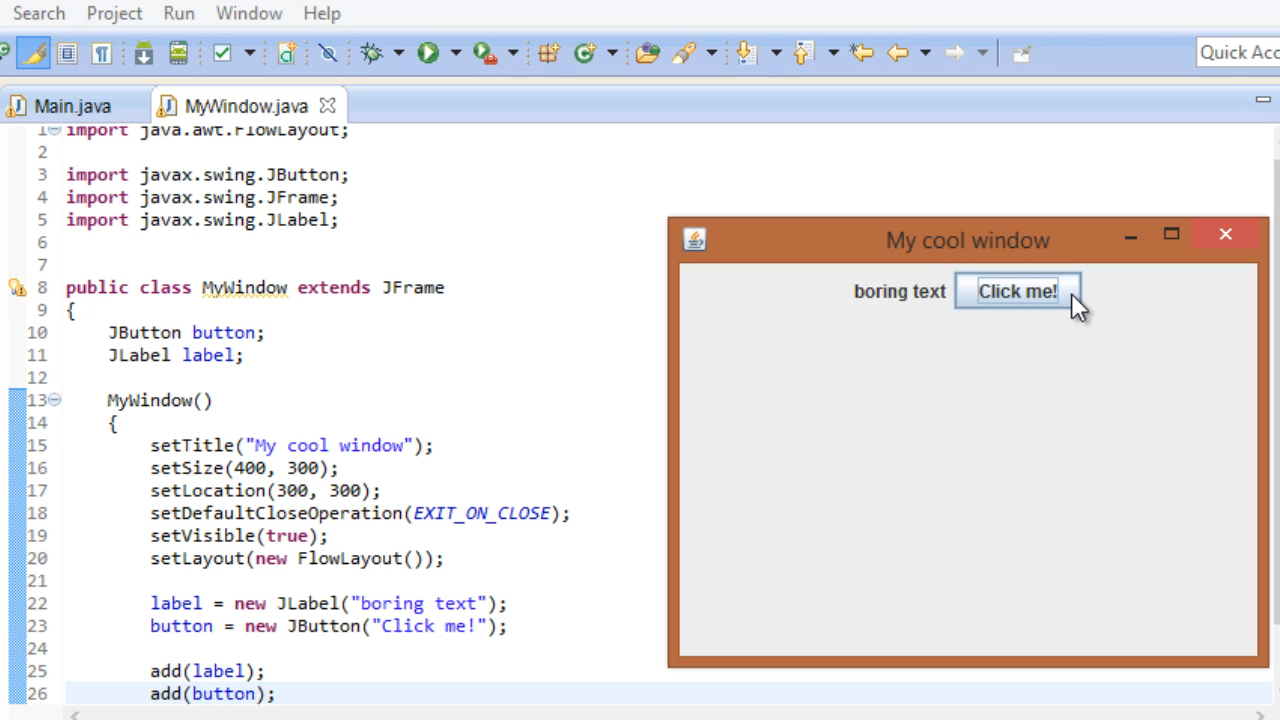 Search Project Run Window Help
Quick Acc
Main.java MyWindow.java
1 import java.awt.FlowLayout;
2
3 import javax.swing.JButton;
4 import javax.swing.JFrame;
5 import javax.swing.JLabel;
6
7
8 public class MyWindow extends JFrame
9 {
10 JButton button;
11 JLabel label;
12
13 MyWindow()
14 {
15 setTitle("My cool window");
16 setSize(400, 300);
17 setLocation(300, 300);
18 setDefaultCloseOperation(EXIT_ON_CLOSE);
19 setVisible(true);
20 setLayout(new FlowLayout());
21
22 label = new JLabel("boring text");
23 button = new JButton("Click me!");
24
25 add(label);
26 add(button);
My cool window
boring text Click me!